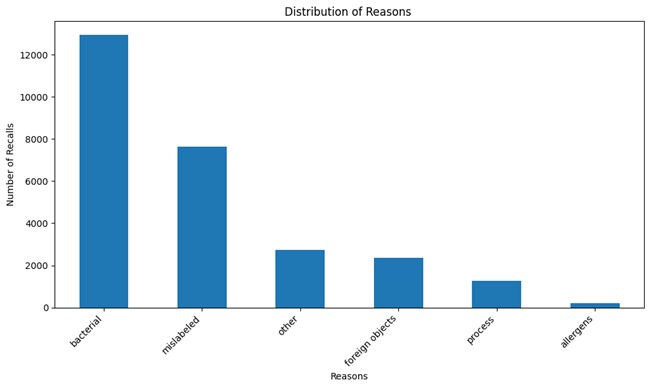 Distribution of Reasons
Number of Recalls
12000
10000
8000
6000
4000
2000
0
bacterial
mislabeled
other
foreign objects
process
allergens
Reasons